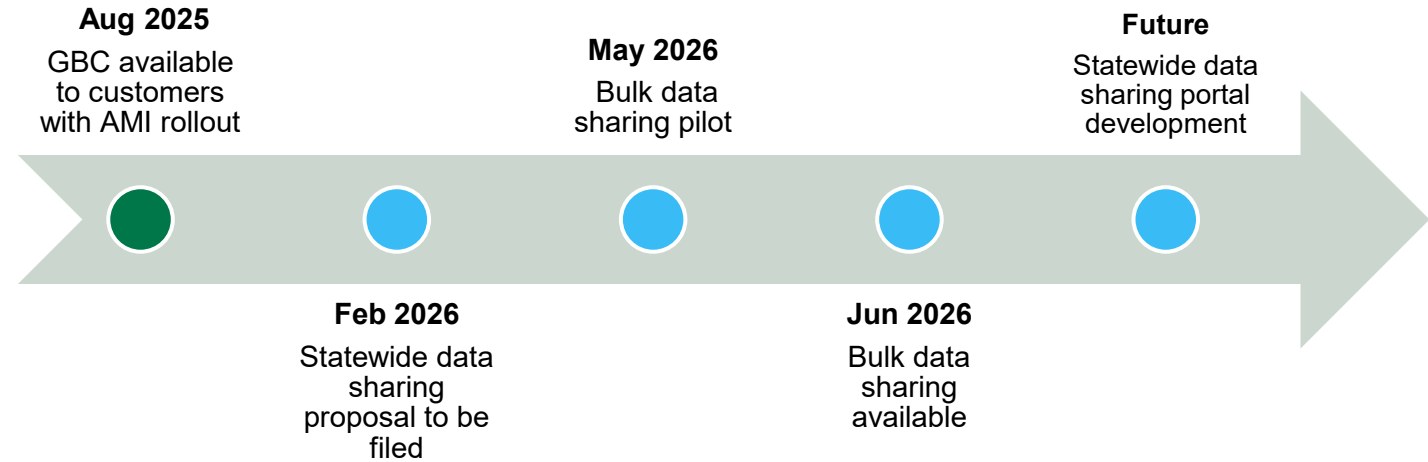 Aug 2025
GBC available
to customers
with AMI rollout
Feb 2026
Statewide data
sharing
proposal to be
filed
May 2026
Bulk data
sharing pilot
Jun 2026
Bulk data
sharing
available
Future
Statewide data
sharing portal
development